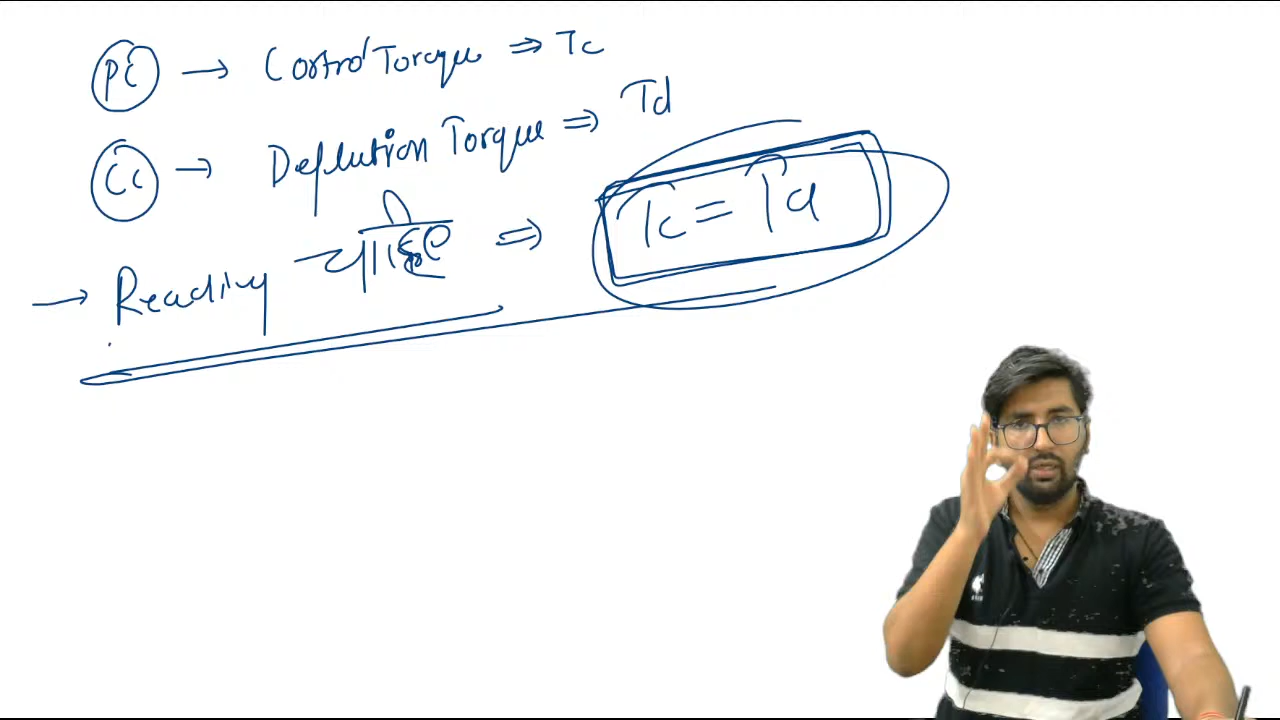 PC → Control Torque ⇒ Tc
CC → Deflection Torque ⇒ Td
→ Reading चाहिए ⇒ Tc = Td